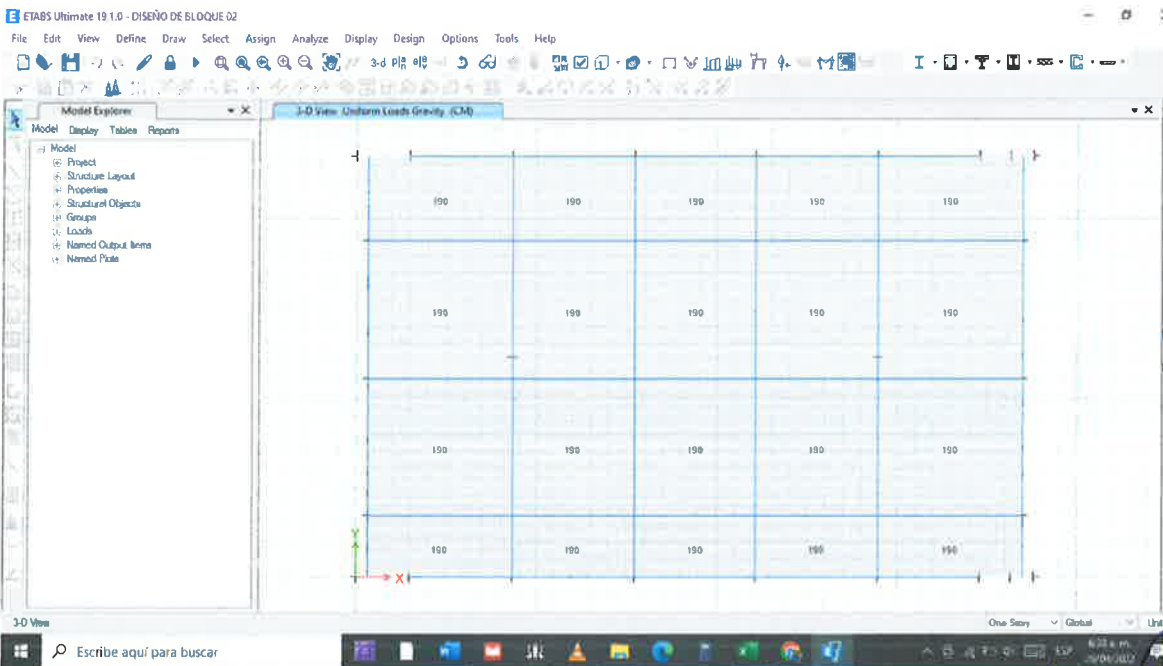 ETABS Ultimate 19.1.0 - DISEÑO DE BLOQUE 02
File Edit View Define Draw Select Assign Analyze Display Design Options Tools Help
3-d
Model Explorer
3-D View Uniform Loads Gravity (CM)
Model Display Tables Reports
Model
Project
Structure Layout
Properties
Structural Objects
Groups
Loads
Named Output Items
Named Plots
190 190 190 190 190
190 190 190 190 190
190 190 190 190 190
190 190 190 190 190
Y
X
3-D View
One Story
Global
Escribe aquí para buscar
ESP